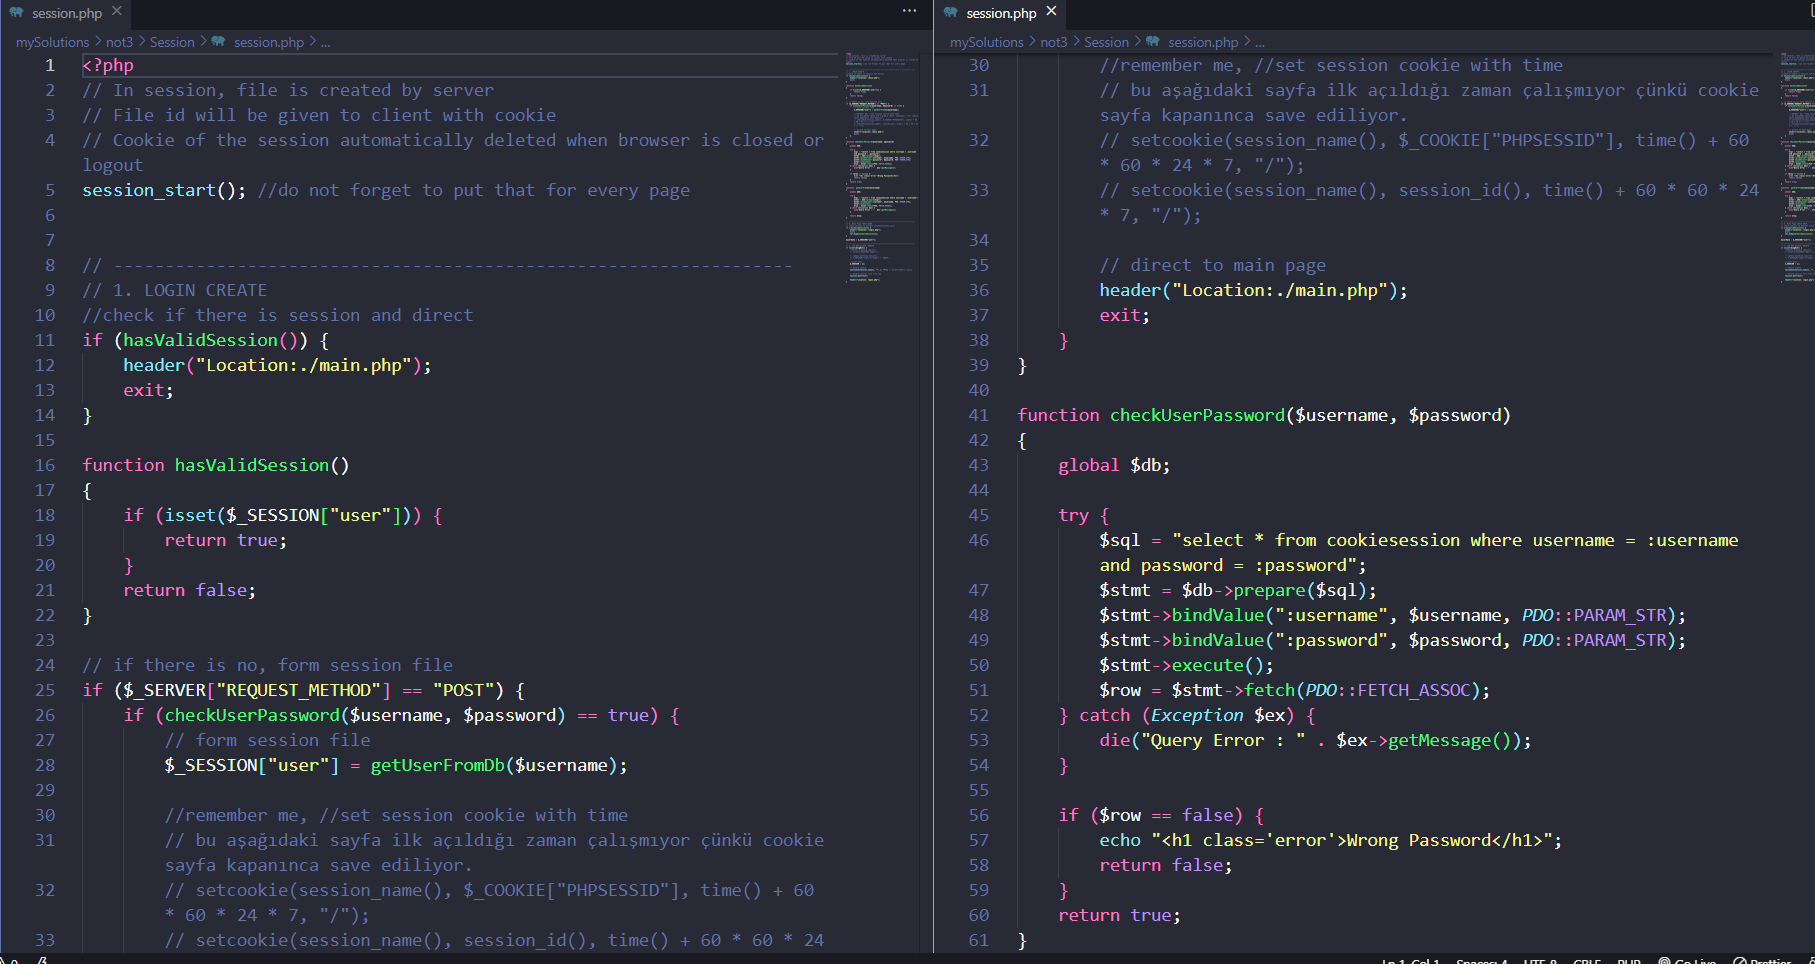 session.php
mySolutions > not3 > Session > session.php > ...
1 <?php
2 // In session, file is created by server
3 // File id will be given to client with cookie
4 // Cookie of the session automatically deleted when browser is closed or
logout
5 session_start(); //do not forget to put that for every page
6
7
8 // ------------------------------------------------------------------
9 // 1. LOGIN CREATE
10 //check if there is session and direct
11 if (hasValidSession()) {
12 header("Location:./main.php");
13 exit;
14 }
15
16 function hasValidSession()
17 {
18 if (isset($_SESSION["user"])) {
19 return true;
20 }
21 return false;
22 }
23
24 // if there is no, form session file
25 if ($_SERVER["REQUEST_METHOD"] == "POST") {
26 if (checkUserPassword($username, $password) == true) {
27 // form session file
28 $_SESSION["user"] = getUserFromDb($username);
29
30 //remember me, //set session cookie with time
31 // bu aşağıdaki sayfa ilk açıldığı zaman çalışmıyor çünkü cookie
sayfa kapanınca save ediliyor.
32 // setcookie(session_name(), $_COOKIE["PHPSESSID"], time() + 60
* 60 * 24 * 7, "/");
33 // setcookie(session_name(), session_id(), time() + 60 * 60 * 24
session.php
mySolutions > not3 > Session > session.php > ...
30 //remember me, //set session cookie with time
31 // bu aşağıdaki sayfa ilk açıldığı zaman çalışmıyor çünkü cookie
sayfa kapanınca save ediliyor.
32 // setcookie(session_name(), $_COOKIE["PHPSESSID"], time() + 60
* 60 * 24 * 7, "/");
33 // setcookie(session_name(), session_id(), time() + 60 * 60 * 24
* 7, "/");
34
35 // direct to main page
36 header("Location:./main.php");
37 exit;
38 }
39 }
40
41 function checkUserPassword($username, $password)
42 {
43 global $db;
44
45 try {
46 $sql = "select * from cookiesession where username = :username
and password = :password";
47 $stmt = $db->prepare($sql);
48 $stmt->bindValue(":username", $username, PDO::PARAM_STR);
49 $stmt->bindValue(":password", $password, PDO::PARAM_STR);
50 $stmt->execute();
51 $row = $stmt->fetch(PDO::FETCH_ASSOC);
52 } catch (Exception $ex) {
53 die("Query Error : " . $ex->getMessage());
54 }
55
56 if ($row == false) {
57 echo "<h1 class='error'>Wrong Password</h1>";
58 return false;
59 }
60 return true;
61 }
Ln 1, Col 1 Spaces: 4 UTF-8 CRLF PHP Go Live Prettier